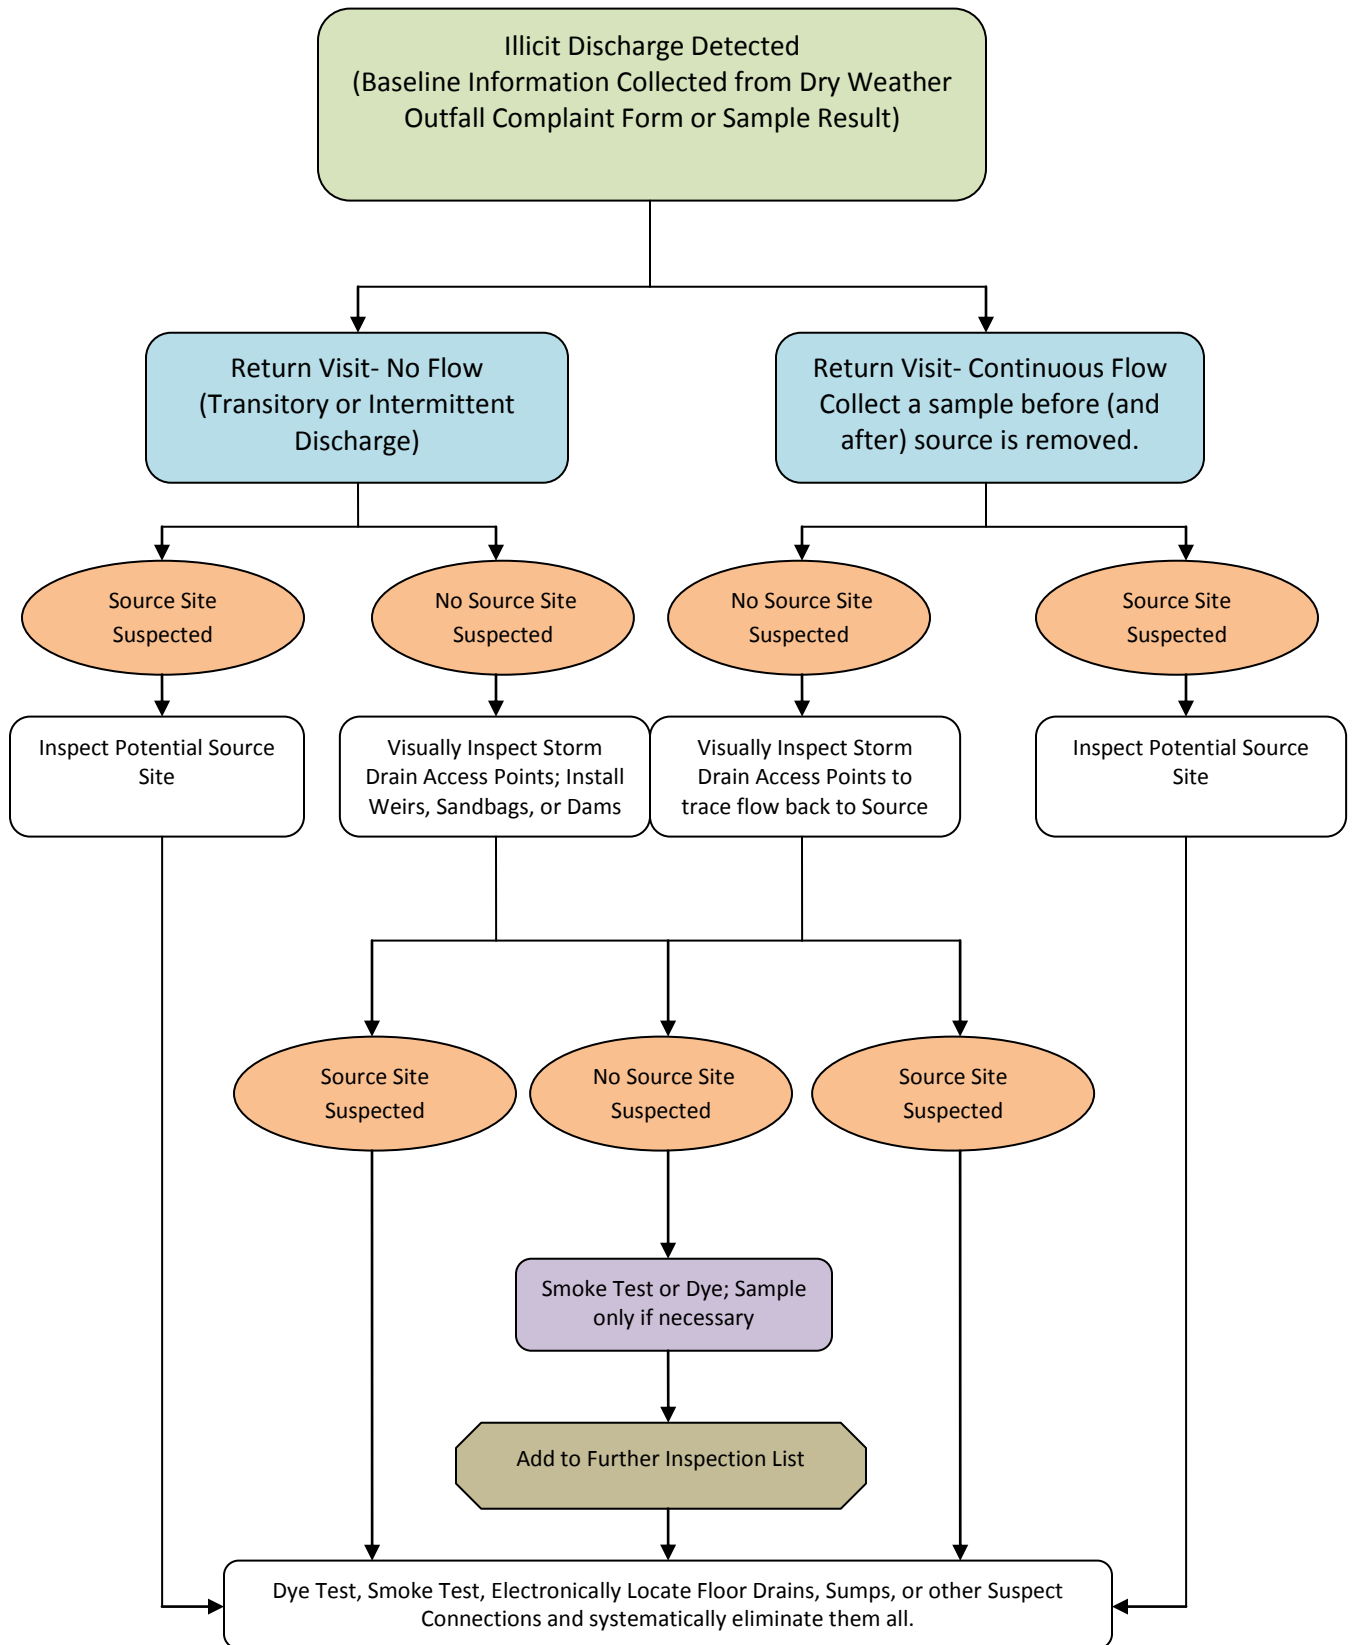 Illicit Discharge Detected
(Baseline Information Collected from Dry Weather
Outfall Complaint Form or Sample Result)
Return Visit- No Flow
(Transitory or Intermittent
Discharge)
Return Visit- Continuous Flow
Collect a sample before (and
after) source is removed.
Source Site
Suspected
No Source Site
Suspected
No Source Site
Suspected
Source Site
Suspected
Inspect Potential Source
Site
Visually Inspect Storm
Drain Access Points; Install
Weirs, Sandbags, or Dams
Visually Inspect Storm
Drain Access Points to
trace flow back to Source
Inspect Potential Source
Site
Source Site
Suspected
No Source Site
Suspected
Source Site
Suspected
Smoke Test or Dye; Sample
only if necessary
Add to Further Inspection List
Dye Test, Smoke Test, Electronically Locate Floor Drains, Sumps, or other Suspect
Connections and systematically eliminate them all.